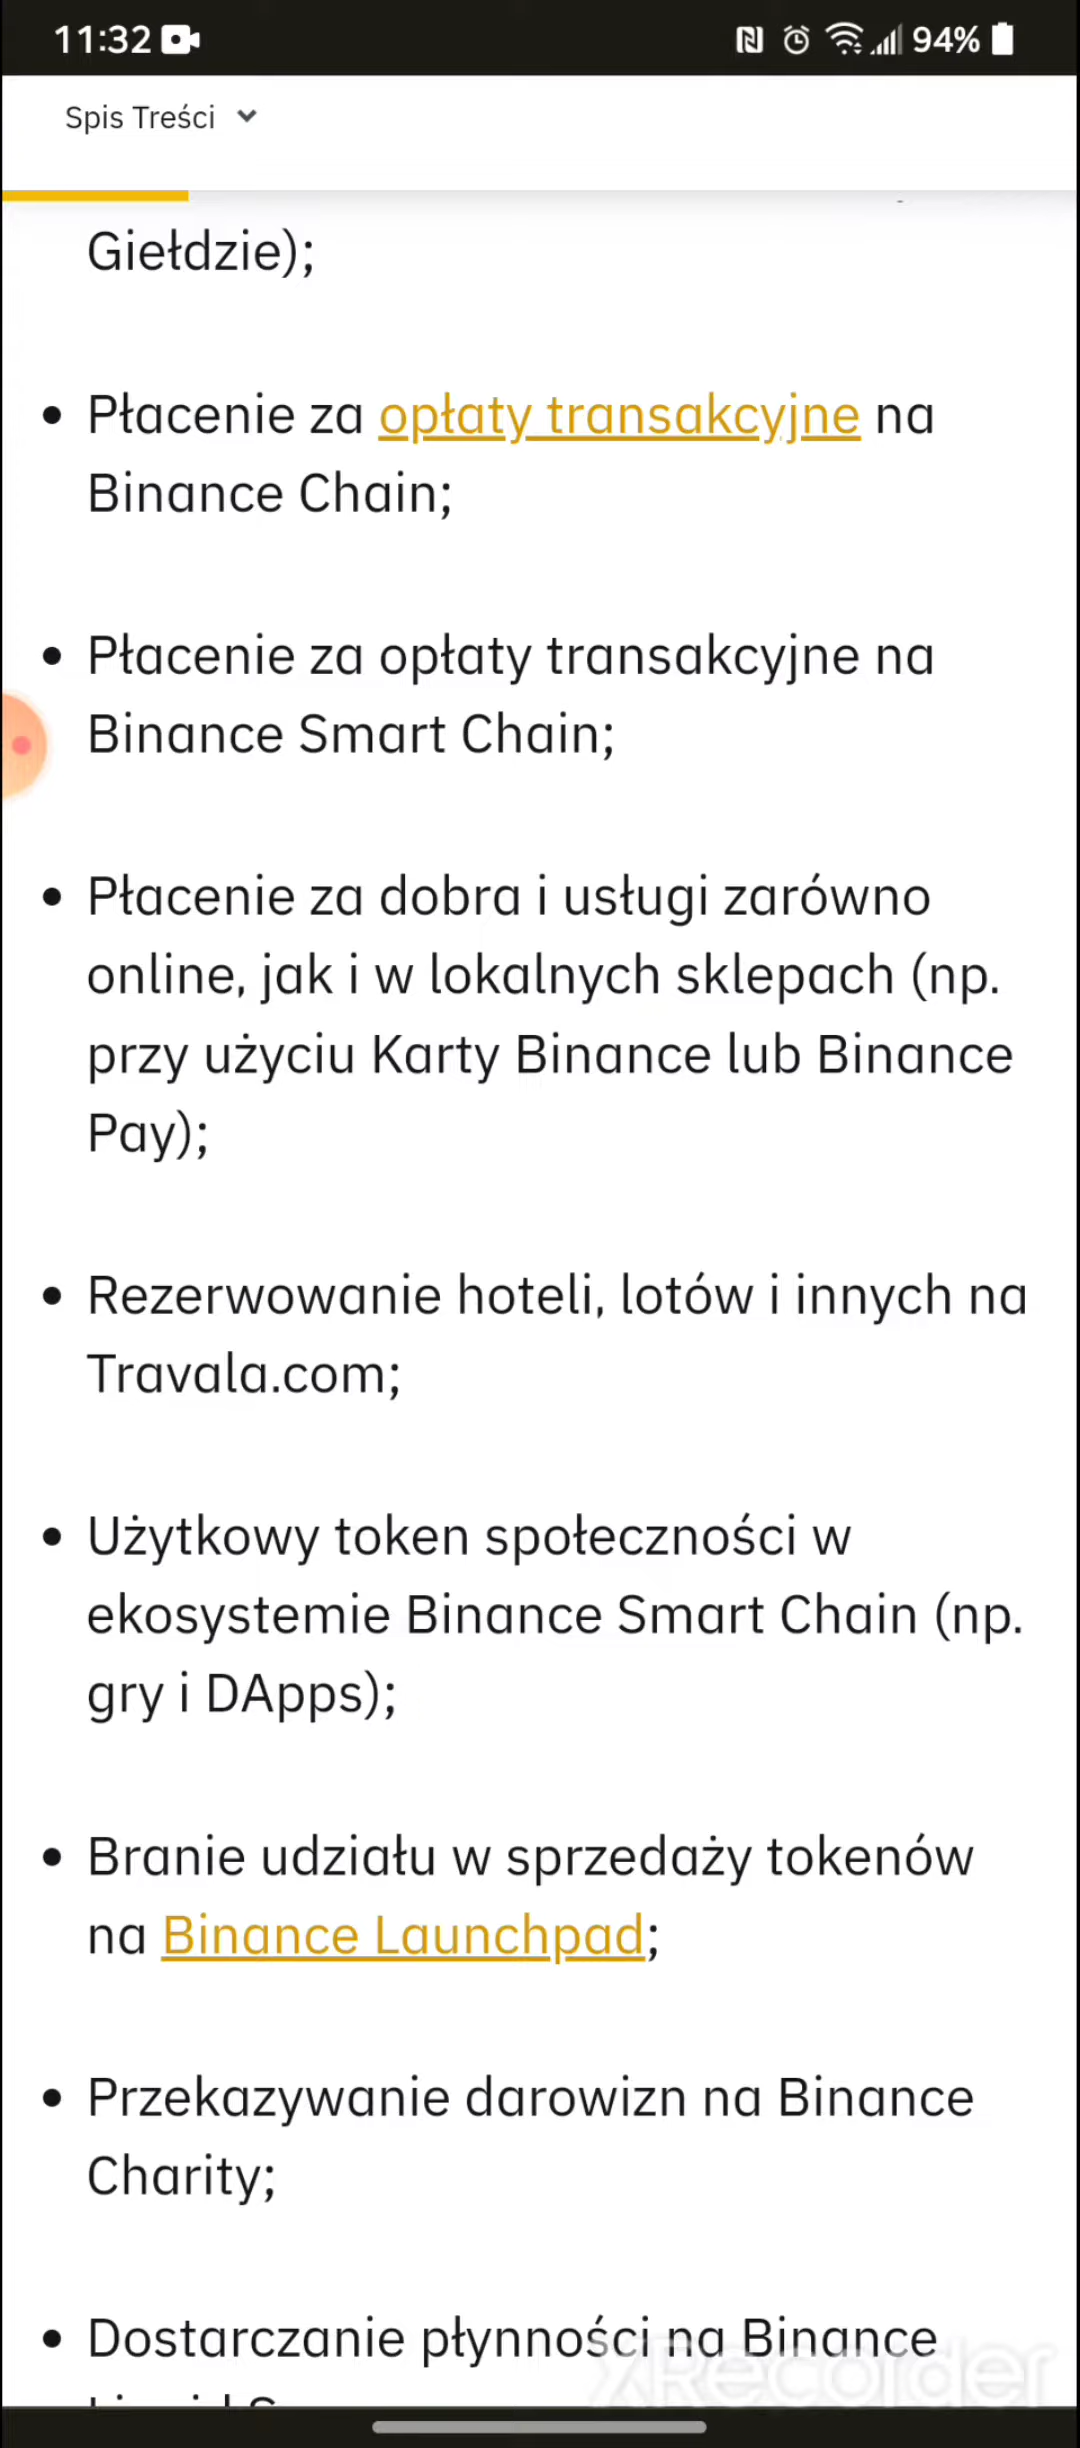 11:32
94%
Spis Treści
Giełdzie);
• Płacenie za opłaty transakcyjne na
Binance Chain;
• Płacenie za opłaty transakcyjne na
Binance Smart Chain;
• Płacenie za dobra i usługi zarówno
online, jak i w lokalnych sklepach (np.
przy użyciu Karty Binance lub Binance
Pay);
• Rezerwowanie hoteli, lotów i innych na
Travala.com;
• Użytkowy token społeczności w
ekosystemie Binance Smart Chain (np.
gry i DApps);
• Branie udziału w sprzedaży tokenów
na Binance Launchpad;
• Przekazywanie darowizn na Binance
Charity;
• Dostarczanie płynności na Binance
XRecorder